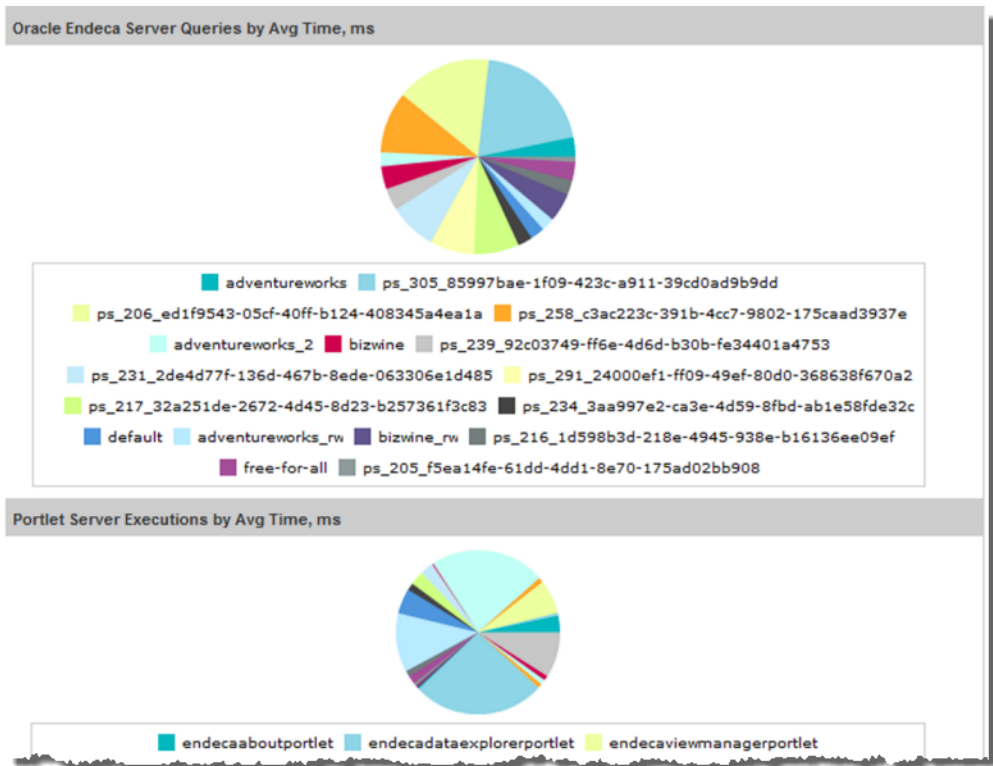 Oracle Endeca Server Queries by Avg Time, ms
adventureworks ps_305_85997bae-1f09-423c-a911-39cd0ad9b9dd
ps_206_ed1f9543-05cf-40ff-b124-408345a4ea1a ps_258_c3ac223c-391b-4cc7-9802-175caad3937e
adventureworks_2 bizwine ps_239_92c03749-ff6e-4d6d-b30b-fe34401a4753
ps_231_2de4d77f-136d-467b-8ede-063306e1d485 ps_291_24000ef1-ff09-49ef-80d0-368638f670a2
ps_217_32a251de-2672-4d45-8d23-b257361f3c83 ps_234_3aa997e2-ca3e-4d59-8fbd-ab1e58fde32c
default adventureworks_rw bizwine_rw ps_216_1d598b3d-218e-4945-938e-b16136ee09ef
free-for-all ps_205_f5ea14fe-61dd-4dd1-8e70-175ad02bb908
Portlet Server Executions by Avg Time, ms
endecaaboutportlet endecadataexplorerportlet endecaviewmanagerportlet